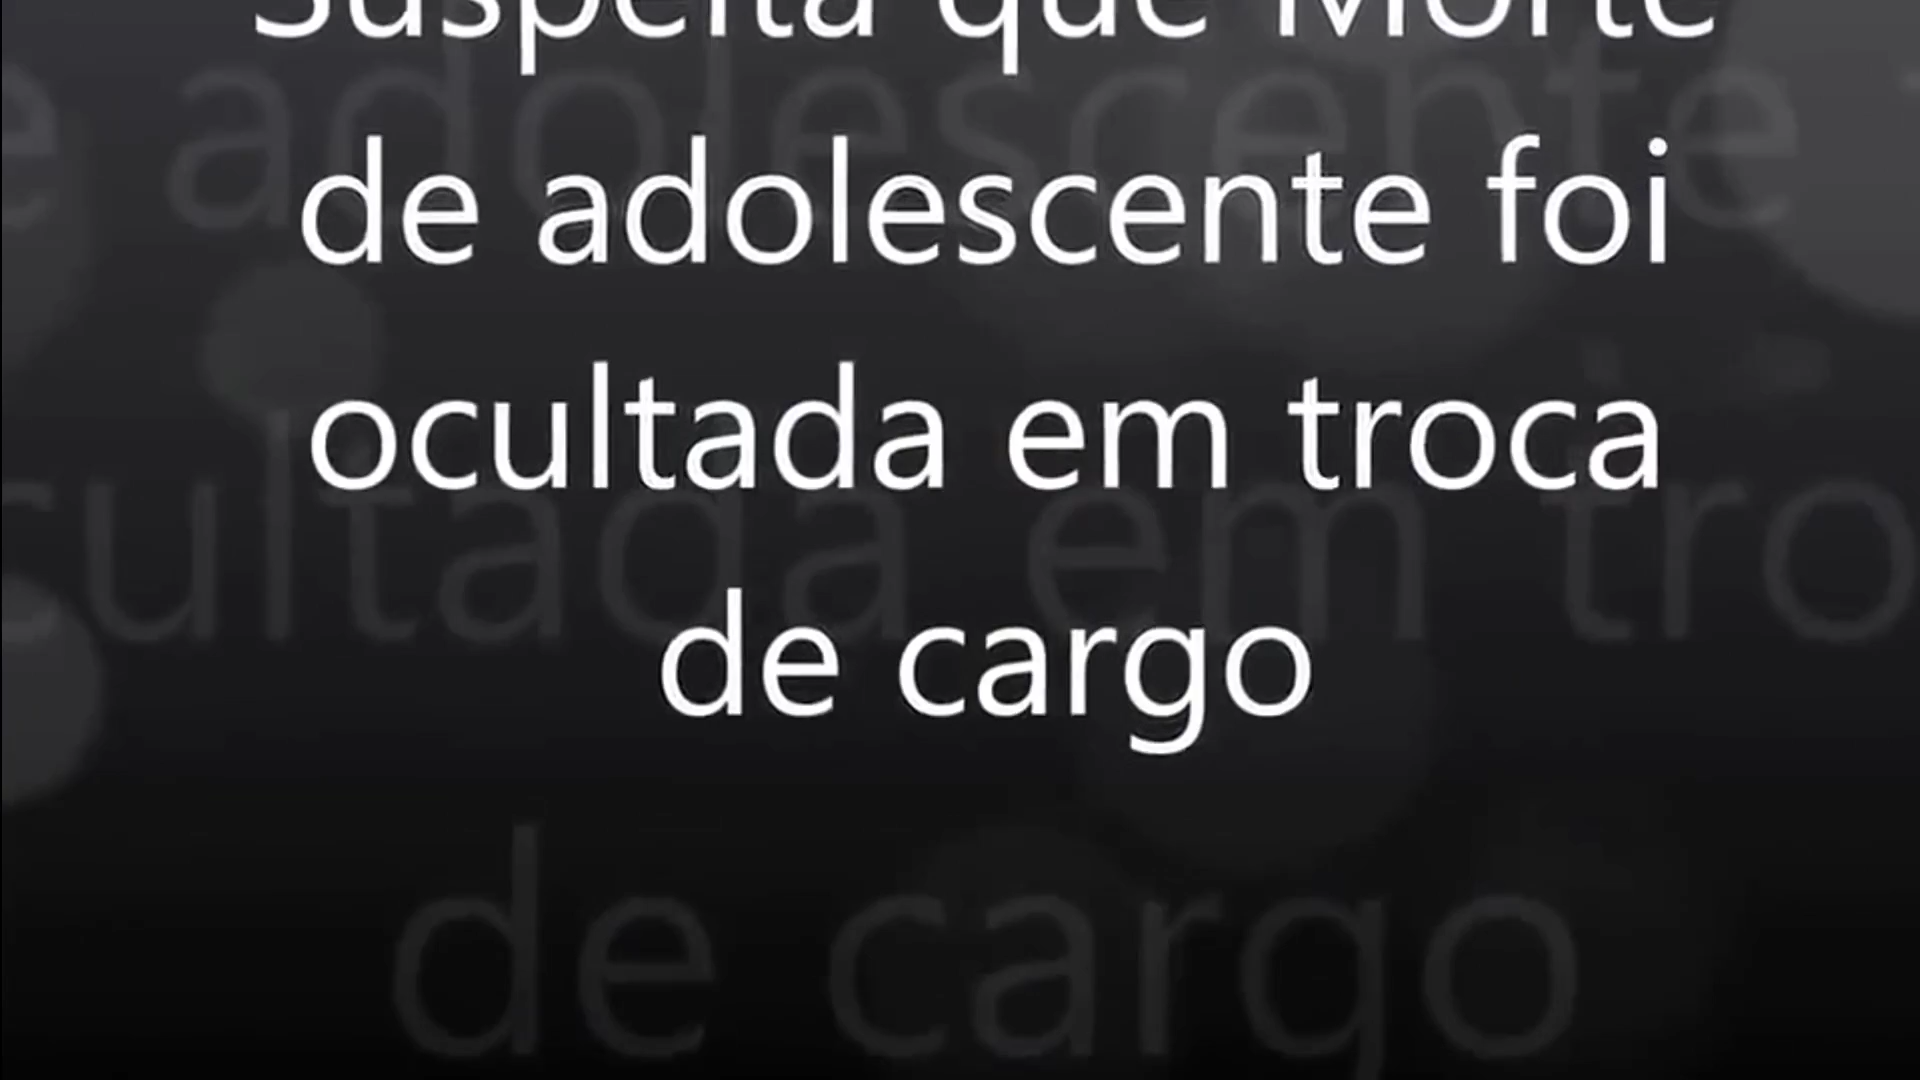 Suspeita que Morte
de adolescente foi
ocultada em troca
de cargo